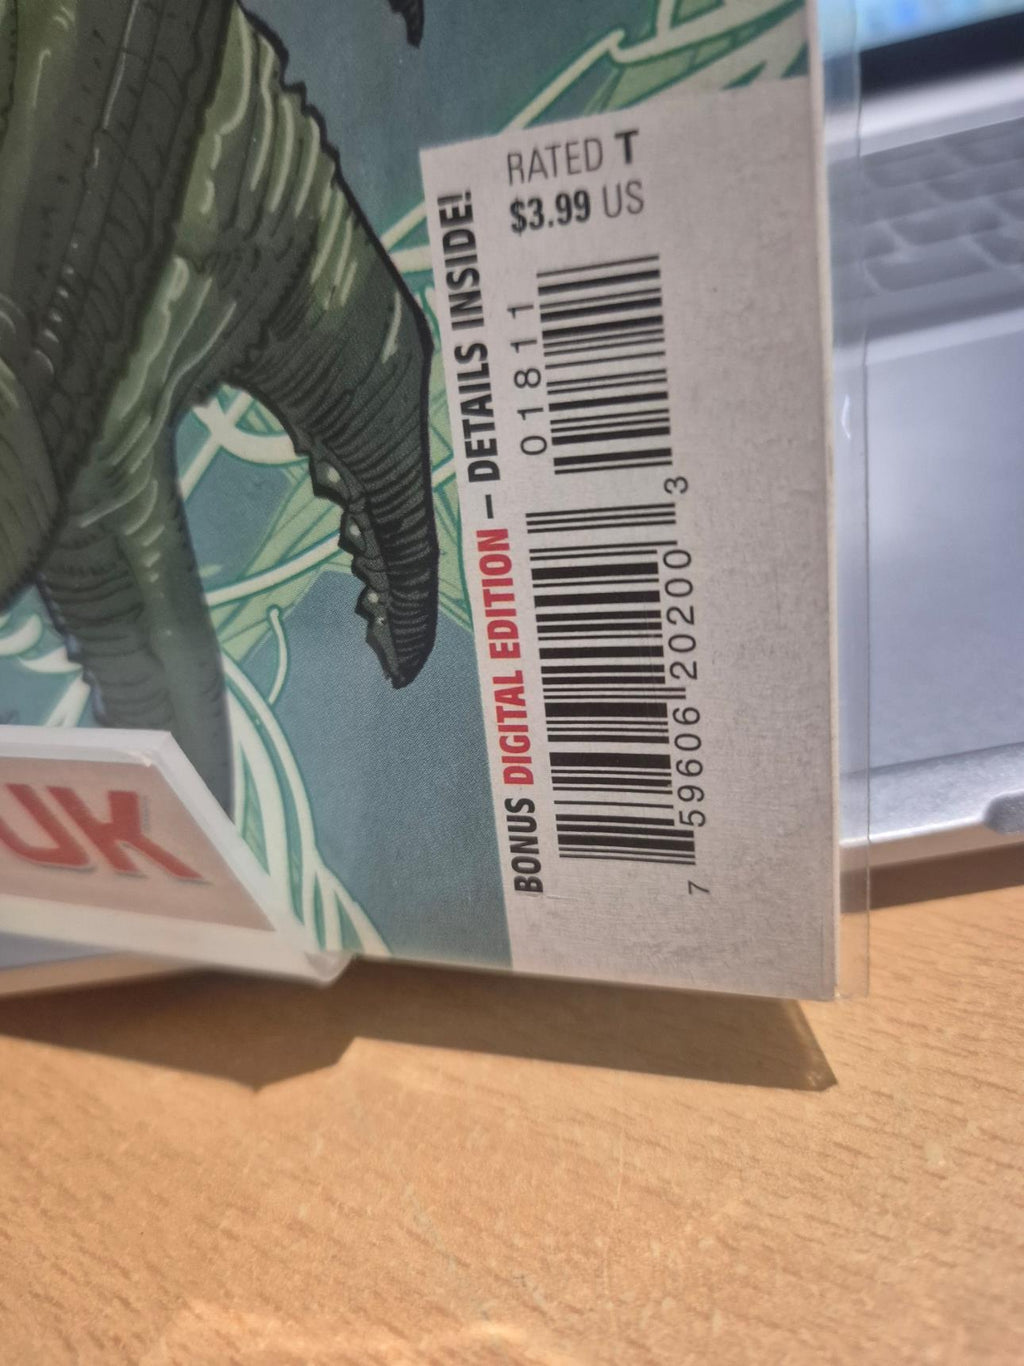 RATED T
$3.99 US
BONUS DIGITAL EDITION – DETAILS INSIDE!
01811
7 59606 20200 3
UK